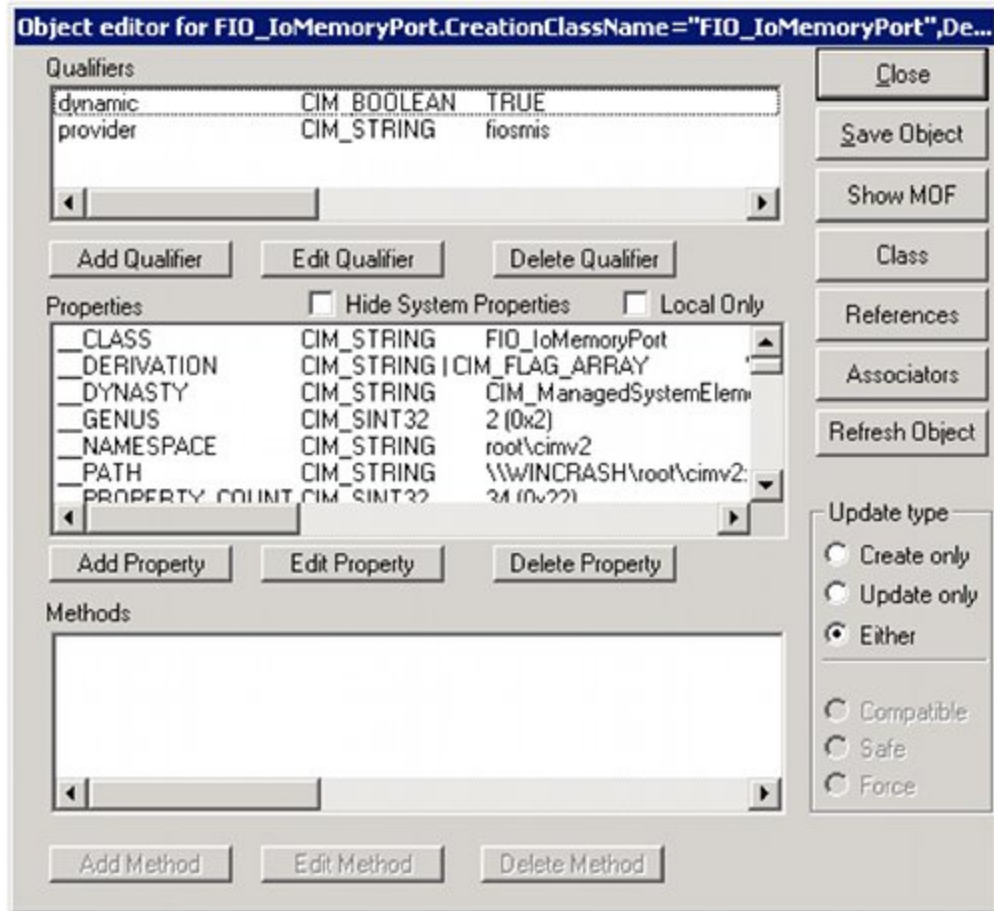 Object editor for FIO_IoMemoryPort.CreationClassName="FIO_IoMemoryPort",De...
Qualifiers
dynamic CIM_BOOLEAN TRUE
provider CIM_STRING fiosmis
Add Qualifier Edit Qualifier Delete Qualifier
Properties Hide System Properties Local Only
__CLASS CIM_STRING FIO_IoMemoryPort
__DERIVATION CIM_STRING | CIM_FLAG_ARRAY
__DYNASTY CIM_STRING CIM_ManagedSystemElem
__GENUS CIM_SINT32 2 (0x2)
__NAMESPACE CIM_STRING root\cimv2
__PATH CIM_STRING \\WINCRASH\root\cimv2:
__PROPERTY_COUNT CIM_SINT32 34 (0x22)
Add Property Edit Property Delete Property
Methods
Add Method Edit Method Delete Method
Close
Save Object
Show MOF
Class
References
Associators
Refresh Object
Update type
Create only
Update only
Either
Compatible
Safe
Force